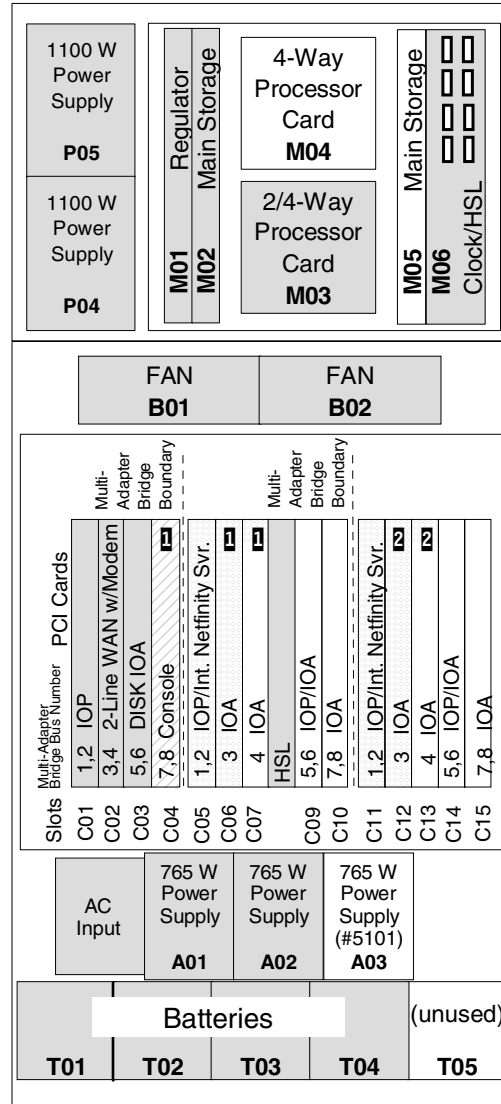 1100 W
Power
Supply
P05
1100 W
Power
Supply
P04
M01 Regulator
M02 Main Storage
4-Way
Processor
Card
M04
2/4-Way
Processor
Card
M03
M05 Main Storage
M06
Clock/HSL
FAN
B01
FAN
B02
Slots
Multi-Adapter
Bridge Bus Number
PCI Cards
C01 1,2 IOP
C02 3,4 2-Line WAN w/Modem
C03 5,6 DISK IOA
C04 7,8 Console 1
Multi-
Adapter
Bridge
Boundary
C05 1,2 IOP/Int. Netfinity Svr.
C06 3 IOA 1
C07 4 IOA 1
HSL
C09 5,6 IOP/IOA
C10 7,8 IOA
Multi-
Adapter
Bridge
Boundary
C11 1,2 IOP/Int. Netfinity Svr.
C12 3 IOA 2
C13 4 IOA 2
C14 5,6 IOP/IOA
C15 7,8 IOA
AC
Input
765 W
Power
Supply
A01
765 W
Power
Supply
A02
765 W
Power
Supply
(#5101)
A03
Batteries
(unused)
T01 T02 T03 T04 T05